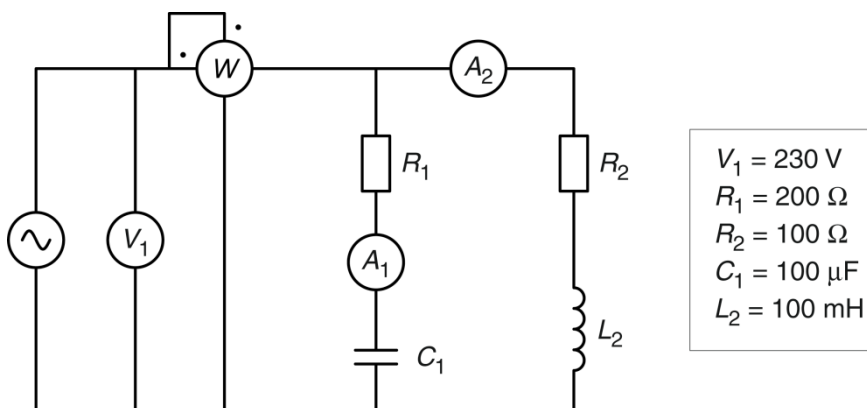 W
A₂
R₁
R₂
V₁
A₁
L₂
C₁
V₁ = 230 V
R₁ = 200 Ω
R₂ = 100 Ω
C₁ = 100 μF
L₂ = 100 mH